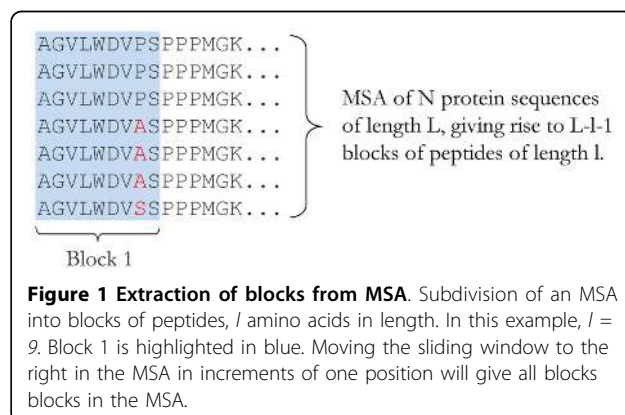 AGVLWDVPSPPPMGK...
AGVLWDVPSPPPMGK...
AGVLWDVPSPPPMGK...
AGVLWDVASPPPMGK...
AGVLWDVASPPPMGK...
AGVLWDVASPPPMGK...
AGVLWDVSSPPPMGK...
MSA of N protein sequences
of length L, giving rise to L-l-1
blocks of peptides of length l.
Block 1
Figure 1 Extraction of blocks from MSA. Subdivision of an MSA
into blocks of peptides, l amino acids in length. In this example, l =
9. Block 1 is highlighted in blue. Moving the sliding window to the
right in the MSA in increments of one position will give all blocks
blocks in the MSA.